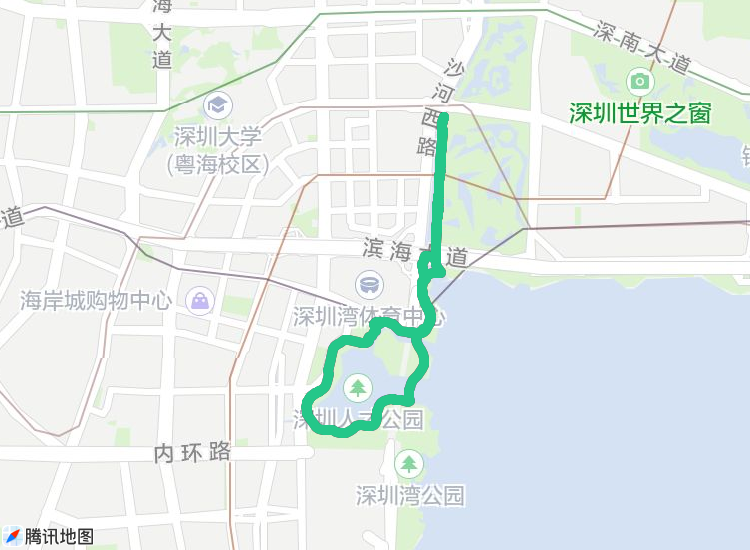 海大道
深南大道
沙河西路
深圳世界之窗
深圳大学
(粤海校区)
道
滨海大道
海岸城购物中心
深圳湾体育中心
深圳人才公园
内环路
深圳湾公园
腾讯地图